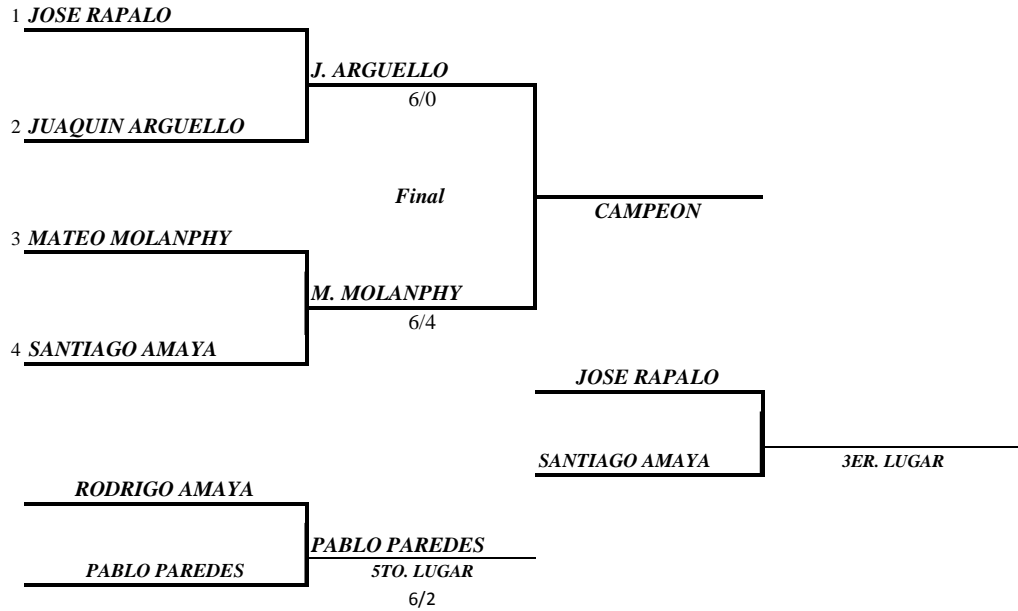 1 JOSE RAPALO
J. ARGUELLO
6/0
2 JUAQUIN ARGUELLO
Final
CAMPEON
3 MATEO MOLANPHY
M. MOLANPHY
6/4
4 SANTIAGO AMAYA
JOSE RAPALO
SANTIAGO AMAYA
3ER. LUGAR
RODRIGO AMAYA
PABLO PAREDES
PABLO PAREDES
5TO. LUGAR
6/2